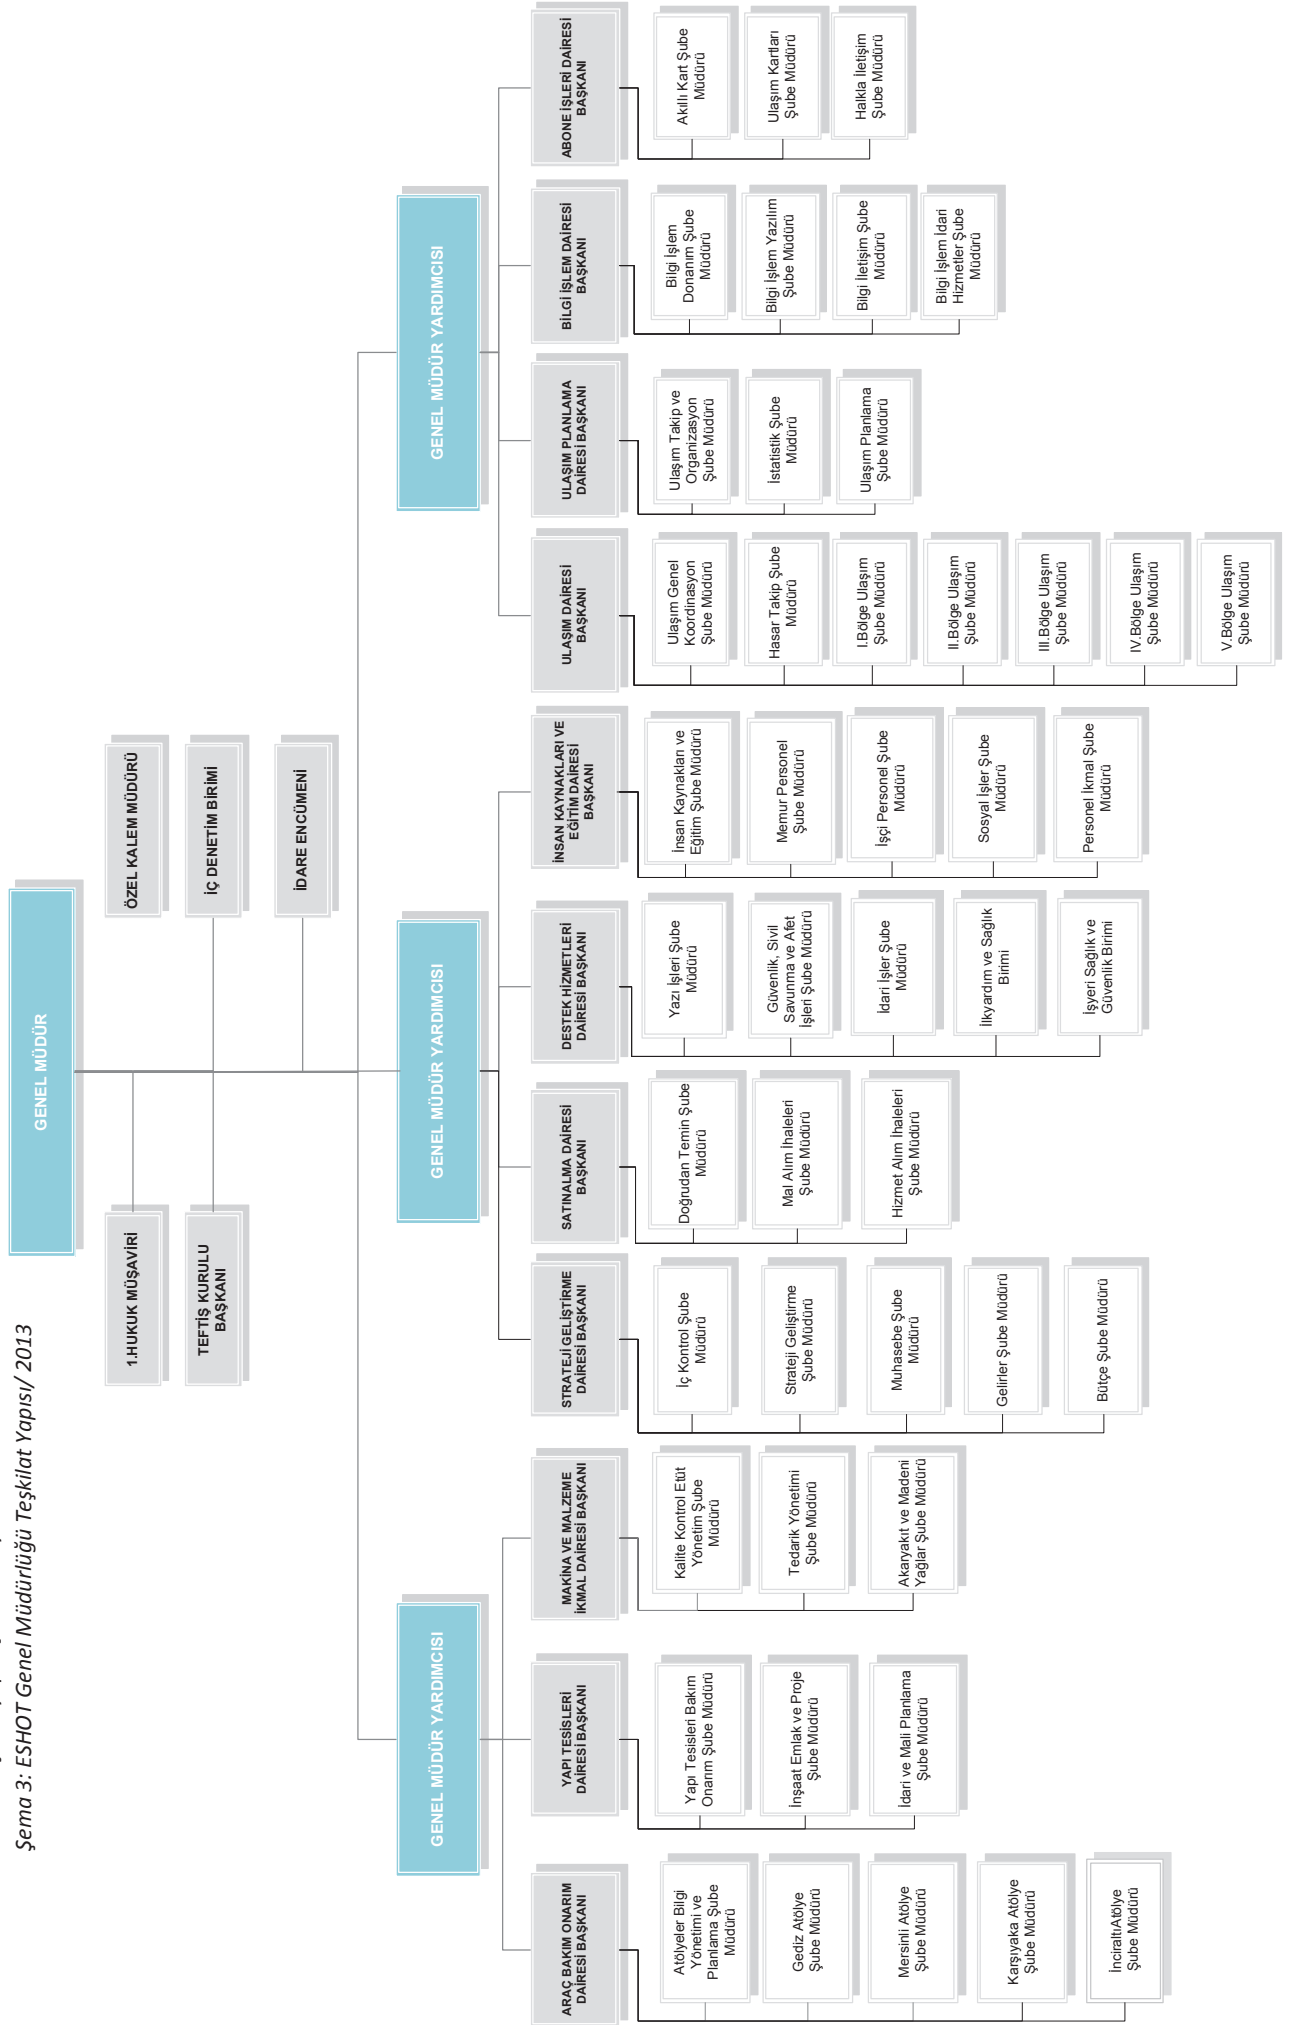 Şema 3: ESHOT Genel Müdürlüğü Teşkilat Yapısı/ 2013
GENEL MÜDÜR
1.HUKUK MÜŞAVİRİ
ÖZEL KALEM MÜDÜRÜ
TEFTİŞ KURULU
BAŞKANI
İÇ DENETİM BİRİMİ
İDARE ENCÜMENİ
GENEL MÜDÜR YARDIMCISI
GENEL MÜDÜR YARDIMCISI
GENEL MÜDÜR YARDIMCISI
ARAÇ BAKIM ONARIM
DAİRESİ BAŞKANI
Atölyeler Bilgi
Yönetimi ve
Planlama Şube
Müdürü
Gediz Atölye
Şube Müdürü
Mersinli Atölye
Şube Müdürü
Karşıyaka Atölye
Şube Müdürü
İnciraltıAtölye
Şube Müdürü
YAPI TESİSLERİ
DAİRESİ BAŞKANI
Yapı Tesisleri Bakım
Onarım Şube Müdürü
İnşaat Emlak ve Proje
Şube Müdürü
İdari ve Mali Planlama
Şube Müdürü
MAKİNA VE MALZEME
İKMAL DAİRESİ BAŞKANI
Kalite Kontrol Etüt
Yönetim Şube
Müdürü
Tedarik Yönetimi
Şube Müdürü
Akaryakıt ve Madeni
Yağlar Şube Müdürü
STRATEJİ GELİŞTİRME
DAİRESİ BAŞKANI
İç Kontrol Şube
Müdürü
Strateji Geliştirme
Şube Müdürü
Muhasebe Şube
Müdürü
Gelirler Şube Müdürü
Bütçe Şube Müdürü
SATINALMA DAİRESİ
BAŞKANI
Doğrudan Temin Şube
Müdürü
Mal Alım İhaleleri
Şube Müdürü
Hizmet Alım İhaleleri
Şube Müdürü
DESTEK HİZMETLERİ
DAİRESİ BAŞKANI
Yazı İşleri Şube
Müdürü
Güvenlik, Sivil
Savunma ve Afet
İşleri Şube Müdürü
İdari İşler Şube
Müdürü
İlkyardım ve Sağlık
Birimi
İşyeri Sağlık ve
Güvenlik Birimi
İNSAN KAYNAKLARI VE
EĞİTİM DAİRESİ
BAŞKANI
İnsan Kaynakları ve
Eğitim Şube Müdürü
Memur Personel
Şube Müdürü
İşçi Personel Şube
Müdürü
Sosyal İşler Şube
Müdürü
Personel İkmal Şube
Müdürü
ULAŞIM DAİRESİ
BAŞKANI
Ulaşım Genel
Koordinasyon
Şube Müdürü
Hasar Takip Şube
Müdürü
I.Bölge Ulaşım
Şube Müdürü
II.Bölge Ulaşım
Şube Müdürü
III.Bölge Ulaşım
Şube Müdürü
IV.Bölge Ulaşım
Şube Müdürü
V.Bölge Ulaşım
Şube Müdürü
ULAŞIM PLANLAMA
DAİRESİ BAŞKANI
Ulaşım Takip ve
Organizasyon
Şube Müdürü
İstatistik Şube
Müdürü
Ulaşım Planlama
Şube Müdürü
BİLGİ İŞLEM DAİRESİ
BAŞKANI
Bilgi İşlem
Donanım Şube
Müdürü
Bilgi İşlem Yazılım
Şube Müdürü
Bilgi İletişim Şube
Müdürü
Bilgi İşlem İdari
Hizmetler Şube
Müdürü
ABONE İŞLERİ DAİRESİ
BAŞKANI
Akıllı Kart Şube
Müdürü
Ulaşım Kartları
Şube Müdürü
Halkla İletişim
Şube Müdürü